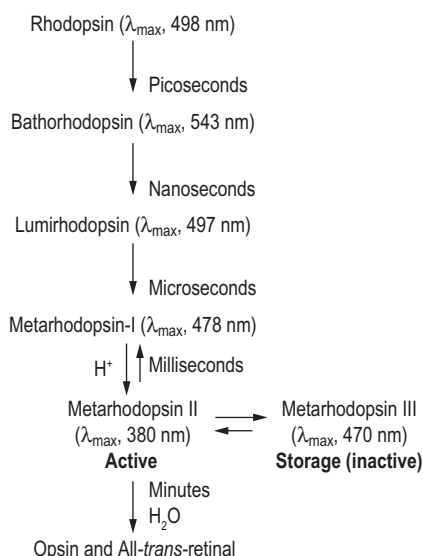 Rhodopsin (λmax, 498 nm)
Picoseconds
Bathorhodopsin (λmax, 543 nm)
Nanoseconds
Lumirhodopsin (λmax, 497 nm)
Microseconds
Metarhodopsin-I (λmax, 478 nm)
H⁺ Milliseconds
Metarhodopsin II Metarhodopsin III
(λmax, 380 nm) (λmax, 470 nm)
Active Storage (inactive)
Minutes
H₂O
Opsin and All-trans-retinal